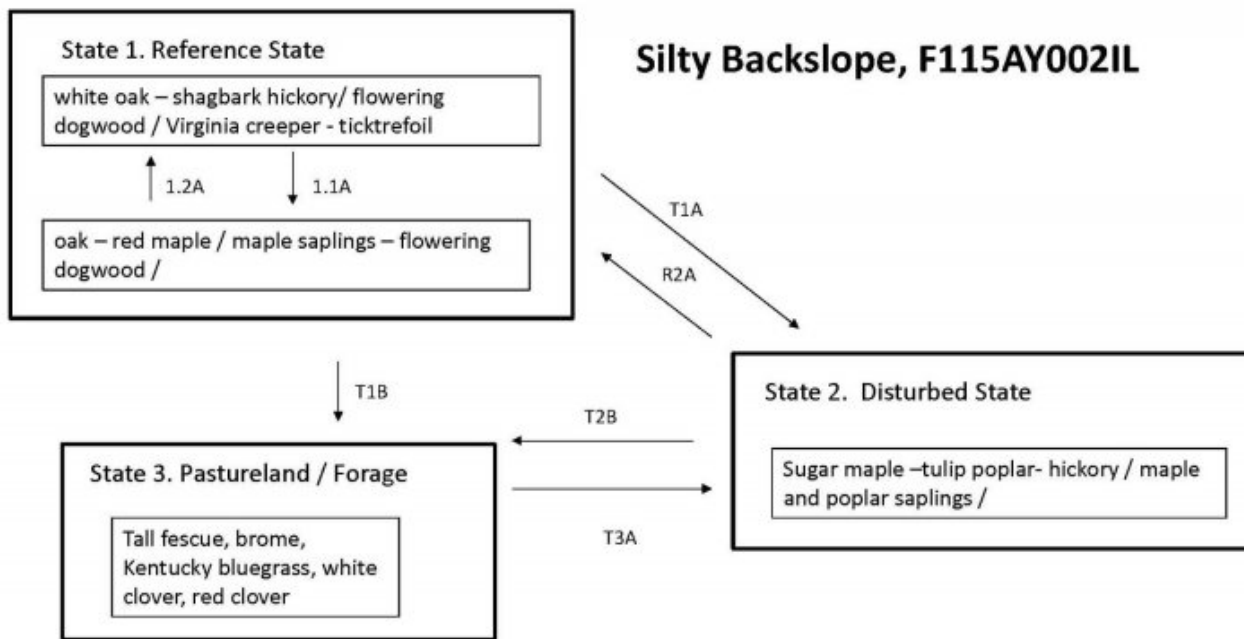 State 1. Reference State
Silty Backslope, F115AY002IL
white oak – shagbark hickory/ flowering
dogwood / Virginia creeper - ticktrefoil
1.2A
1.1A
T1A
oak – red maple / maple saplings – flowering
dogwood /
R2A
T1B
State 2.  Disturbed State
T2B
State 3. Pastureland / Forage
Sugar maple –tulip poplar- hickory / maple
and poplar saplings /
T3A
Tall fescue, brome,
Kentucky bluegrass, white
clover, red clover